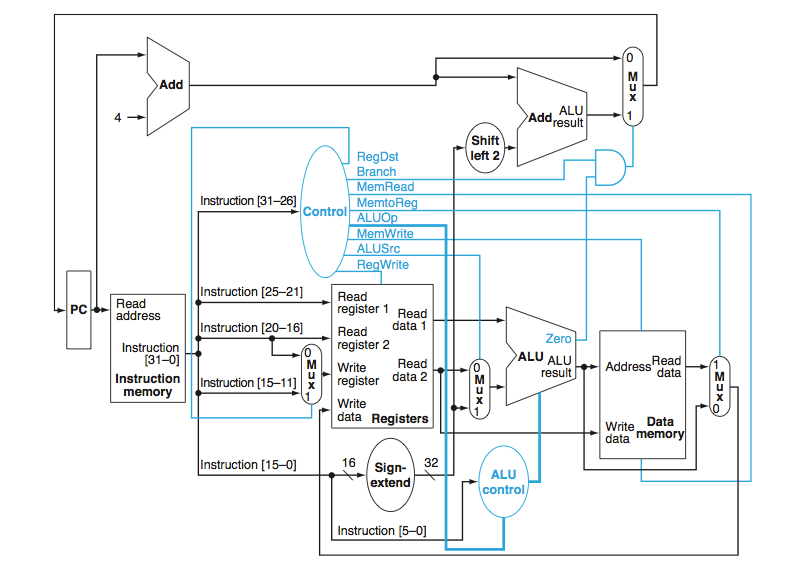 0
M
u
x
1
Add
4
Add
ALU
result
Shift
left 2
RegDst
Branch
MemRead
MemtoReg
ALUOp
MemWrite
ALUSrc
RegWrite
Control
Instruction [31–26]
Instruction [25–21]
Instruction [20–16]
Instruction [15–11]
Instruction [15–0]
Instruction [5–0]
PC
Read
address
Instruction
[31–0]
Instruction
memory
0
M
u
x
1
Read
register 1
Read
register 2
Write
register
Write
data
Read
data 1
Read
data 2
Registers
0
M
u
x
1
Zero
ALU
ALU
result
Address
Read
data
Write
data
Data
memory
1
M
u
x
0
16
Sign-
extend
32
ALU
control